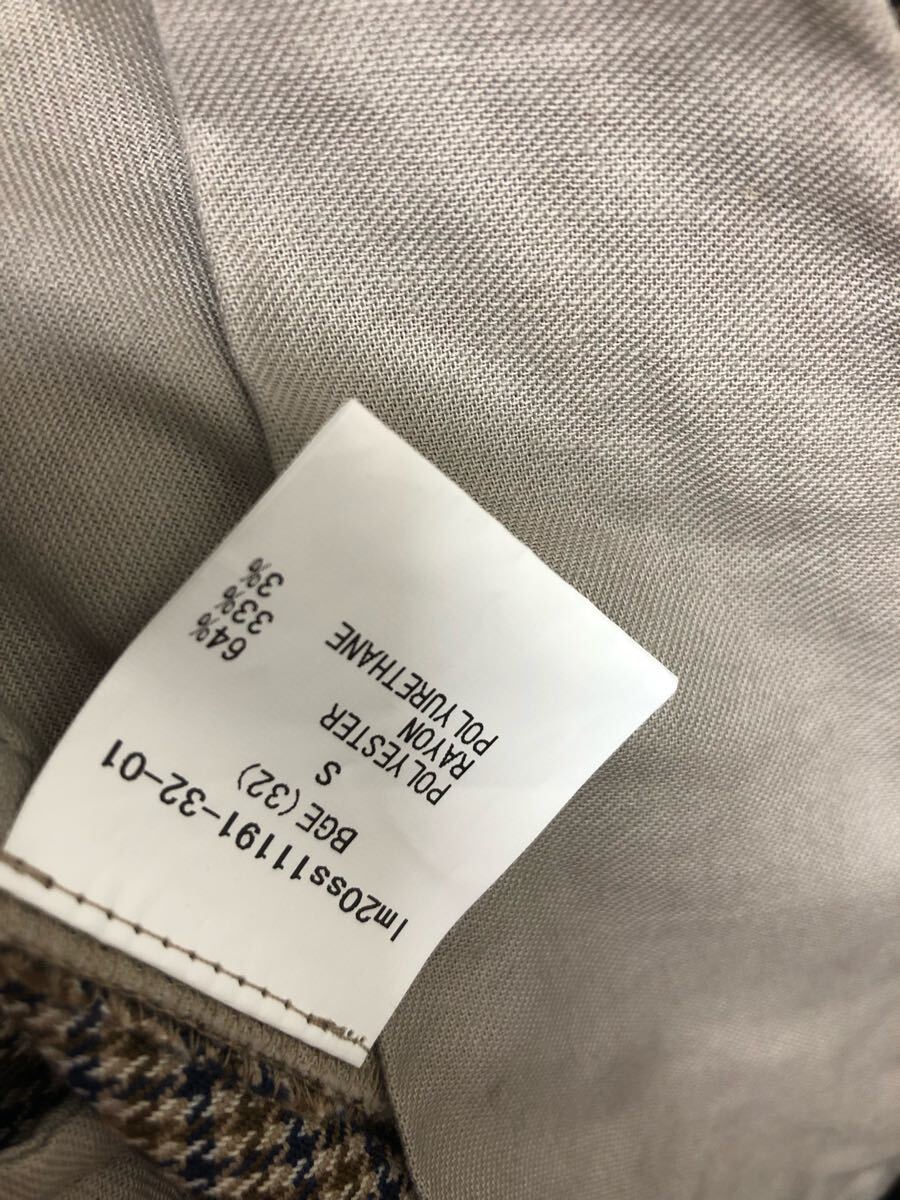 lm20ss11191-32-01
BGE(32)
S
POLYESTER 64%
RAYON 33%
POLYURETHANE 3%